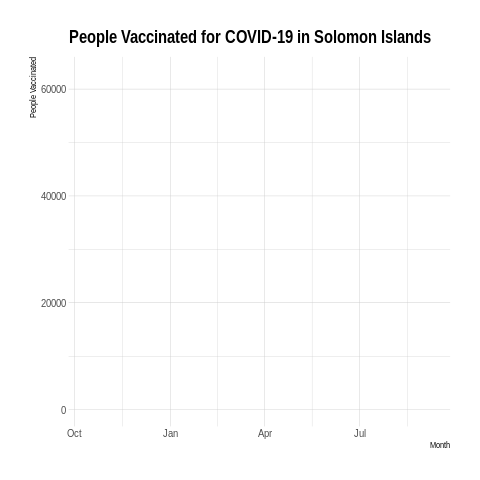 People Vaccinated for COVID-19 in Solomon Islands
People Vaccinated
60000
40000
20000
0
Oct Jan Apr Jul
Month